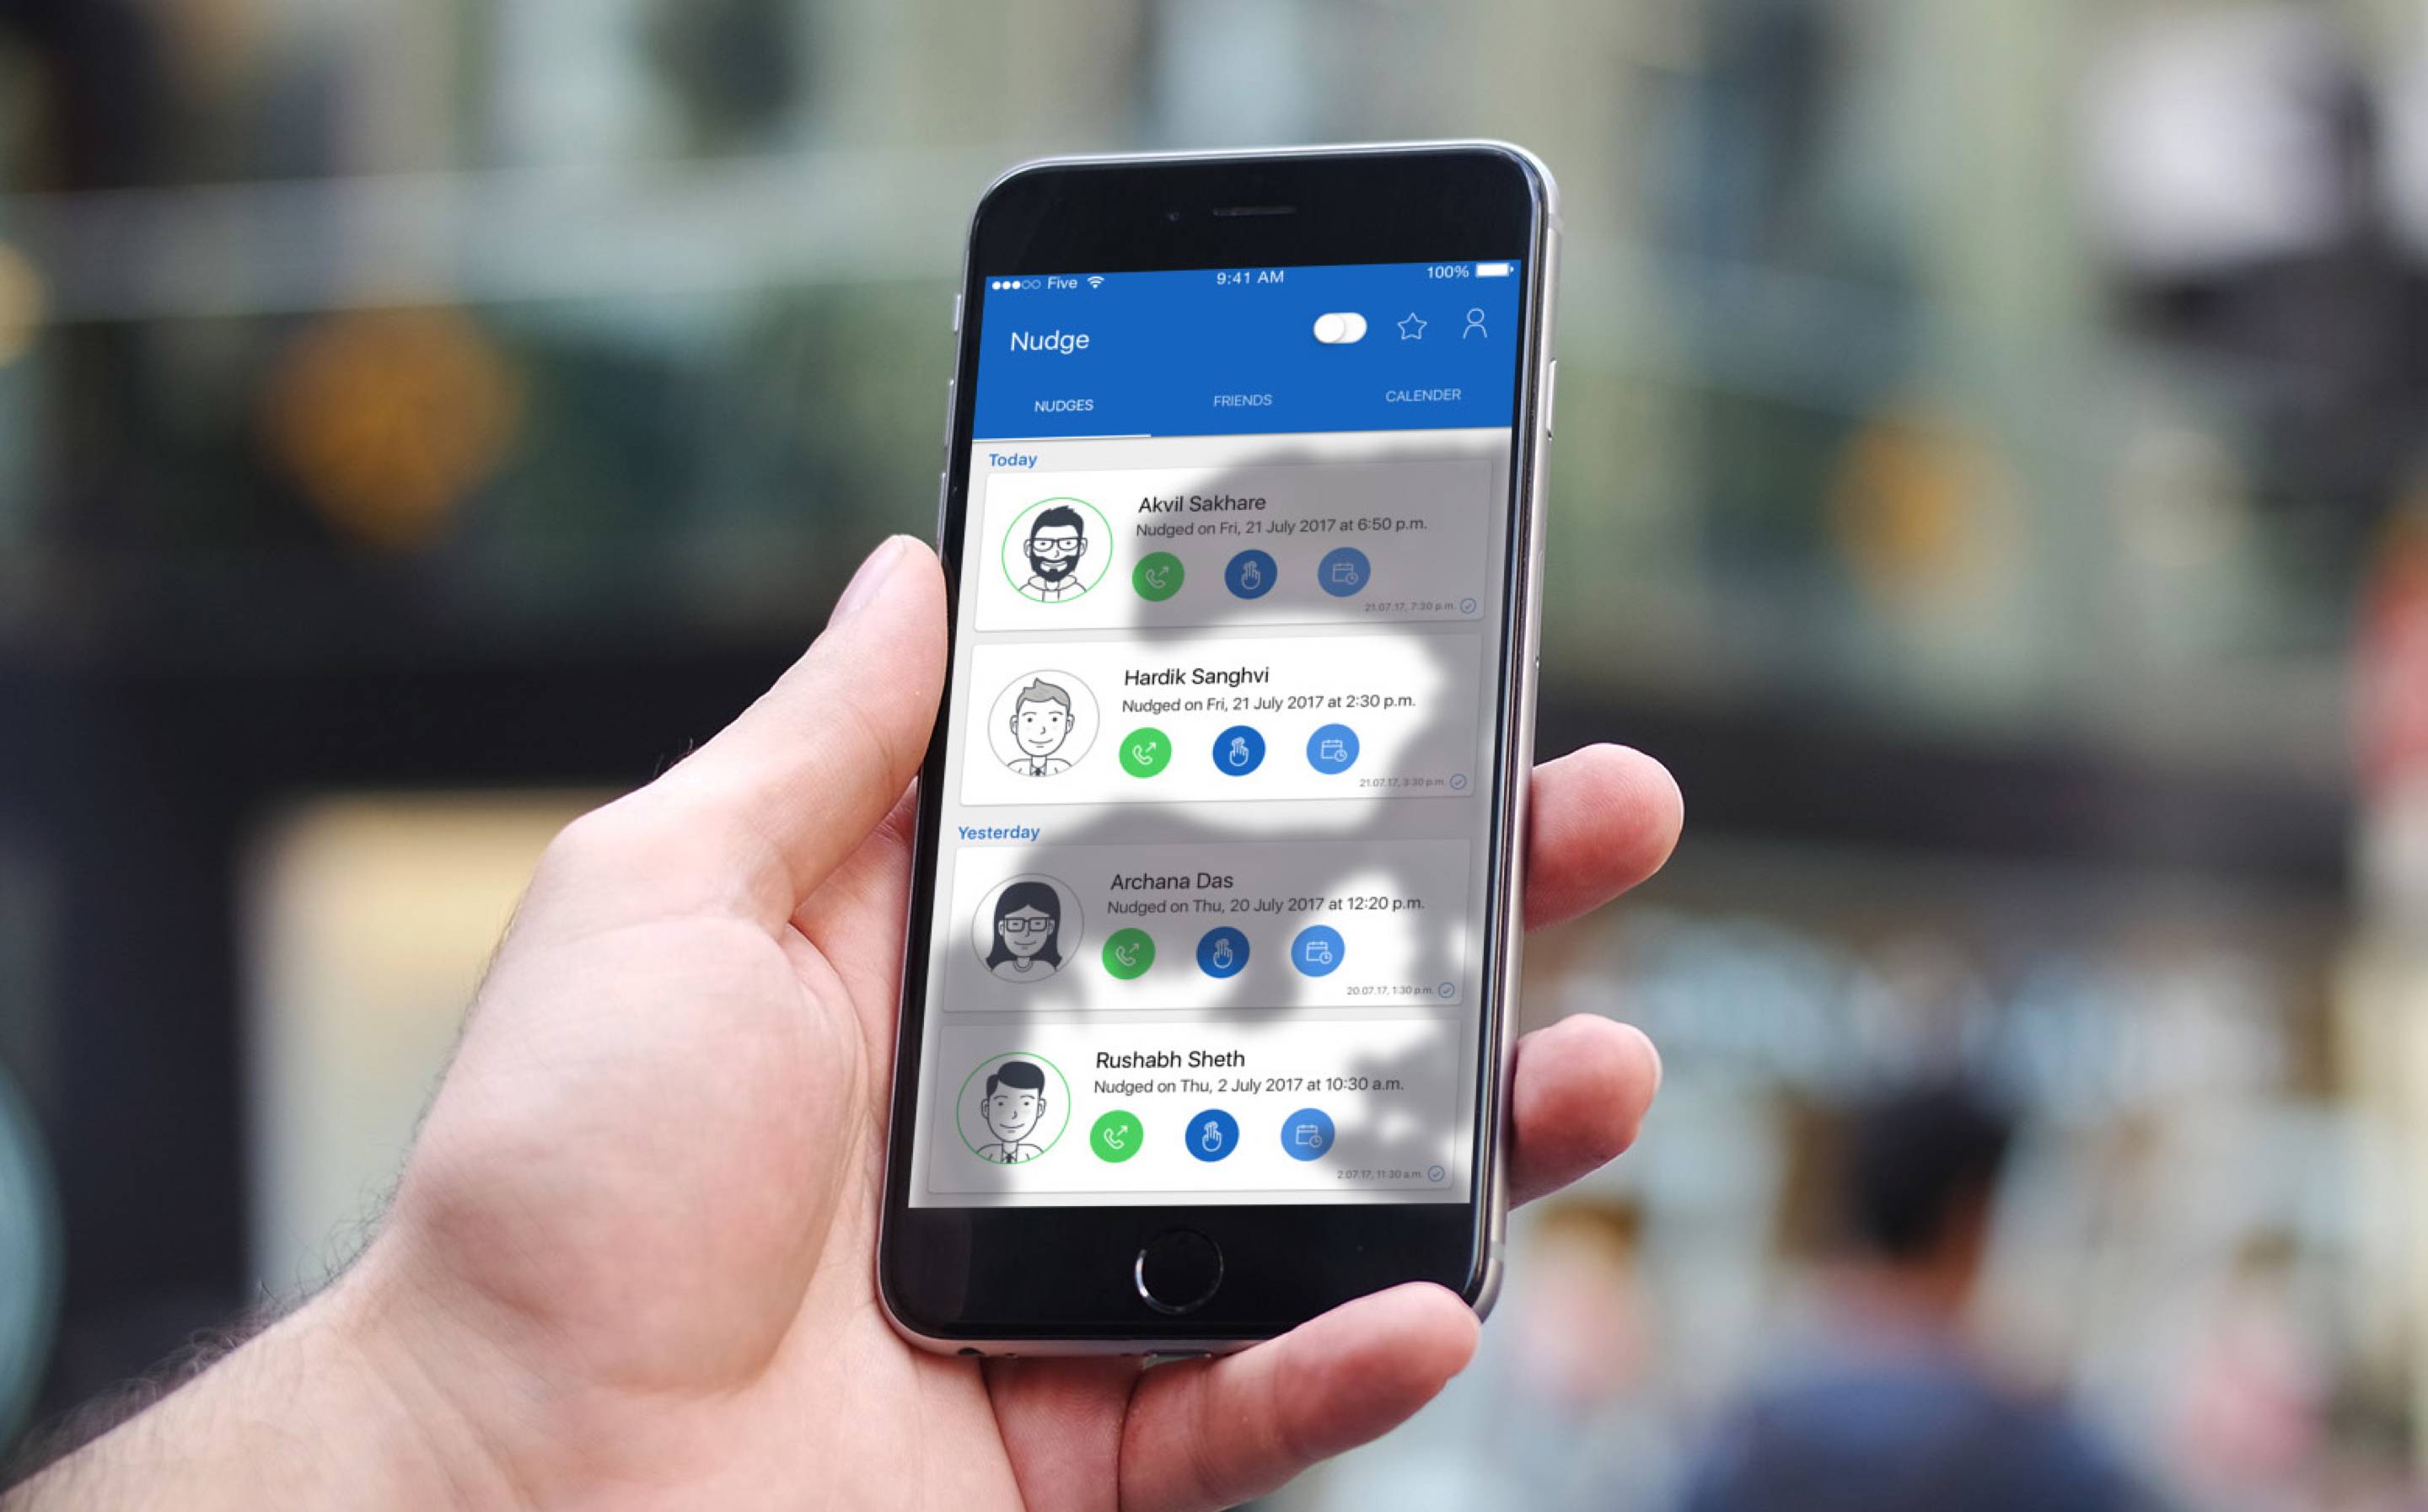 Five 9:41 AM 100%
Nudge
NUDGES FRIENDS CALENDER
Today
Akvil Sakhare
Nudged on Fri, 21 July 2017 at 6:50 p.m.
21.07.17, 7:30 p.m.
Hardik Sanghvi
Nudged on Fri, 21 July 2017 at 2:30 p.m.
21.07.17, 3:30 p.m.
Yesterday
Archana Das
Nudged on Thu, 20 July 2017 at 12:20 p.m.
20.07.17, 1:30 p.m.
Rushabh Sheth
Nudged on Thu, 2 July 2017 at 10:30 a.m.
2.07.17, 11:30 a.m.